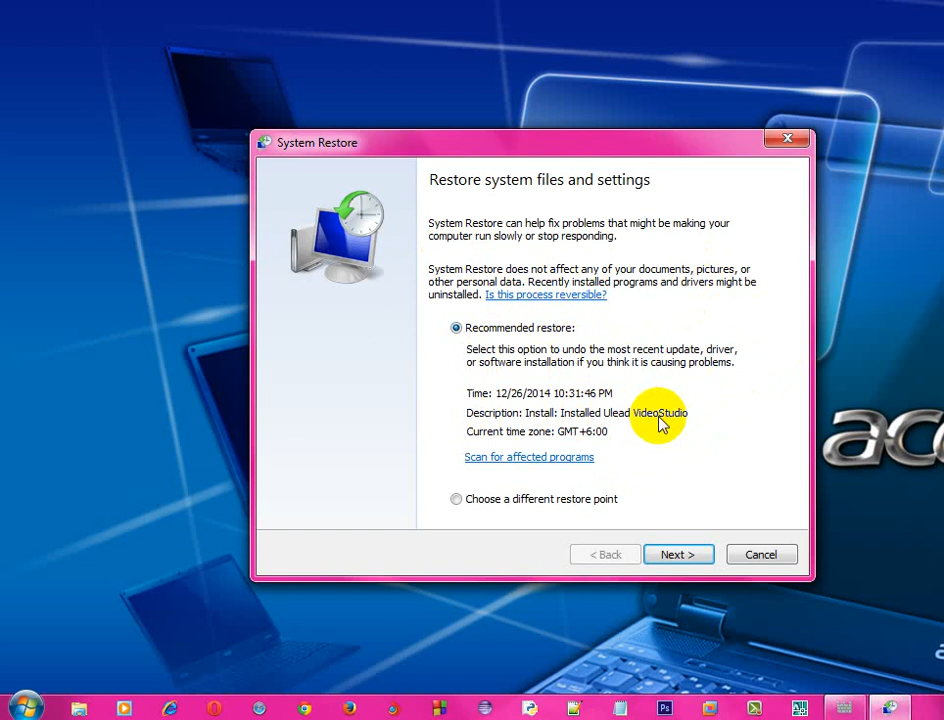 System Restore
Restore system files and settings
System Restore can help fix problems that might be making your
computer run slowly or stop responding.
System Restore does not affect any of your documents, pictures, or
other personal data. Recently installed programs and drivers might be
uninstalled. Is this process reversible?
Recommended restore:
Select this option to undo the most recent update, driver,
or software installation if you think it is causing problems.
Time: 12/26/2014 10:31:46 PM
Description: Install: Installed Ulead VideoStudio
Current time zone: GMT+6:00
Scan for affected programs
Choose a different restore point
< Back
Next >
Cancel
Ps